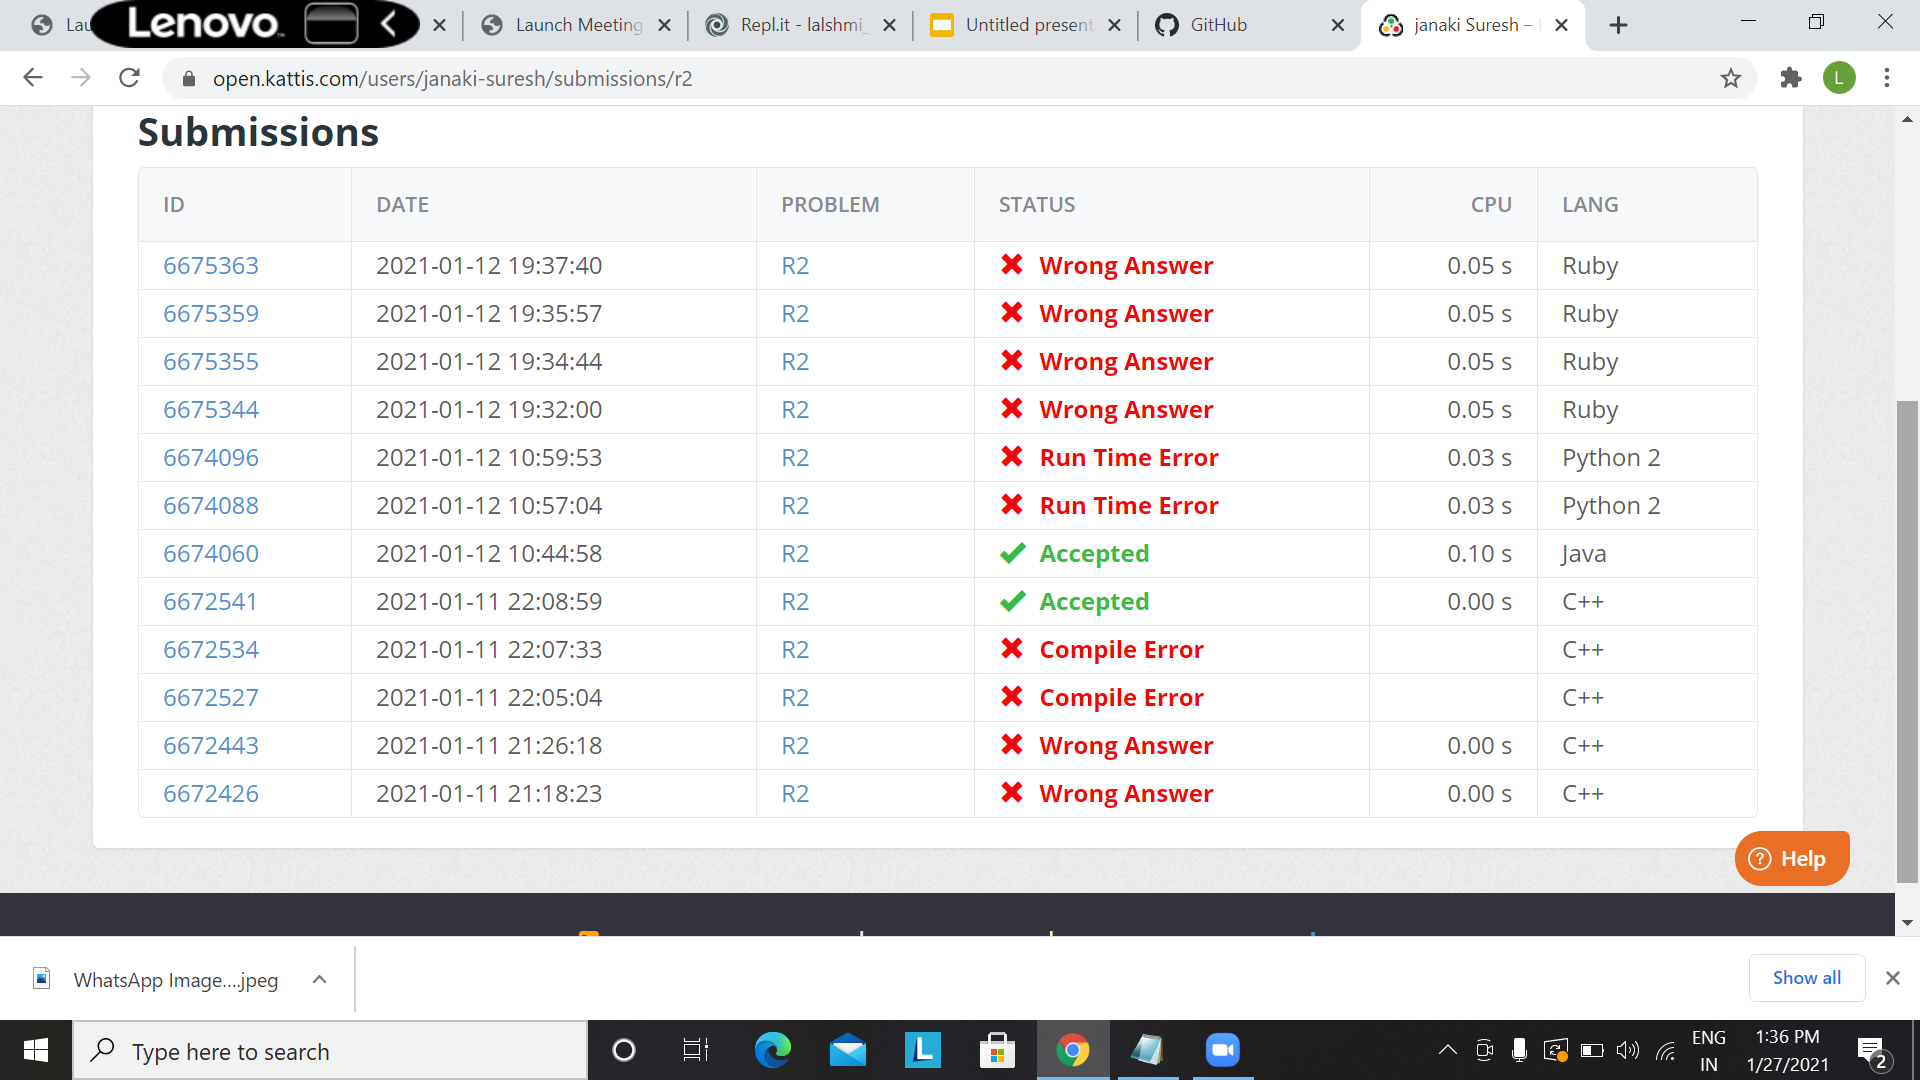 Lau
Lenovo
Launch Meeting
Repl.it - lalshmi_
Untitled present
GitHub
janaki Suresh –
open.kattis.com/users/janaki-suresh/submissions/r2
L
Submissions
ID DATE PROBLEM STATUS CPU LANG
6675363 2021-01-12 19:37:40 R2 Wrong Answer 0.05 s Ruby
6675359 2021-01-12 19:35:57 R2 Wrong Answer 0.05 s Ruby
6675355 2021-01-12 19:34:44 R2 Wrong Answer 0.05 s Ruby
6675344 2021-01-12 19:32:00 R2 Wrong Answer 0.05 s Ruby
6674096 2021-01-12 10:59:53 R2 Run Time Error 0.03 s Python 2
6674088 2021-01-12 10:57:04 R2 Run Time Error 0.03 s Python 2
6674060 2021-01-12 10:44:58 R2 Accepted 0.10 s Java
6672541 2021-01-11 22:08:59 R2 Accepted 0.00 s C++
6672534 2021-01-11 22:07:33 R2 Compile Error C++
6672527 2021-01-11 22:05:04 R2 Compile Error C++
6672443 2021-01-11 21:26:18 R2 Wrong Answer 0.00 s C++
6672426 2021-01-11 21:18:23 R2 Wrong Answer 0.00 s C++
? Help
WhatsApp Image....jpeg
Show all
Type here to search
L
ENG
IN
1:36 PM
1/27/2021
2